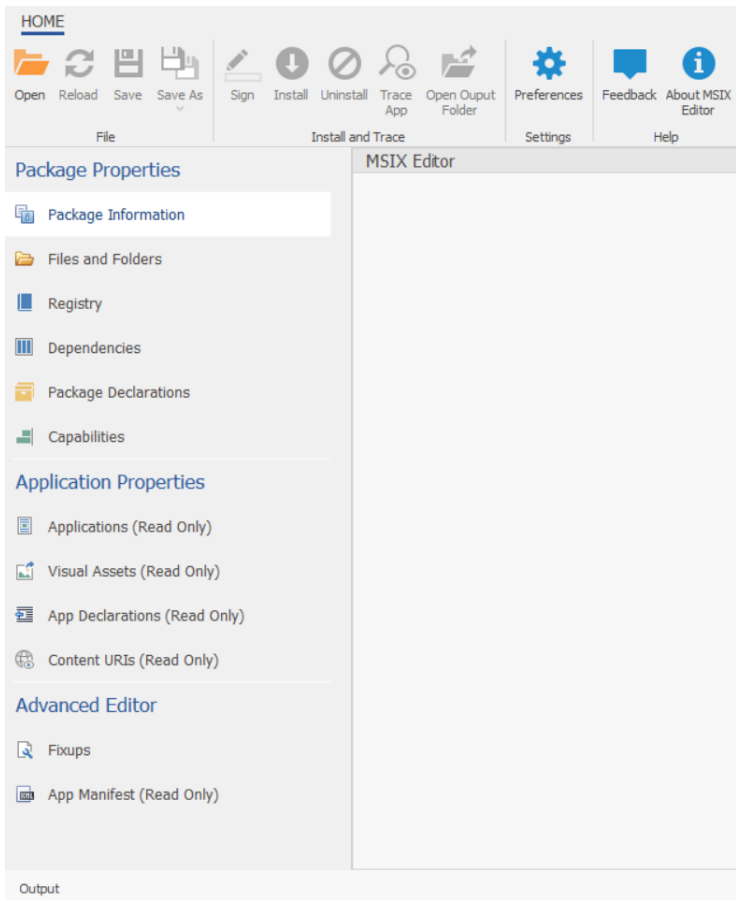 HOME
Open Reload Save Save As Sign Install Uninstall Trace App Open Ouput Folder Preferences Feedback About MSIX Editor
File Install and Trace Settings Help
Package Properties
MSIX Editor
Package Information
Files and Folders
Registry
Dependencies
Package Declarations
Capabilities
Application Properties
Applications (Read Only)
Visual Assets (Read Only)
App Declarations (Read Only)
Content URIs (Read Only)
Advanced Editor
Fixups
App Manifest (Read Only)
Output